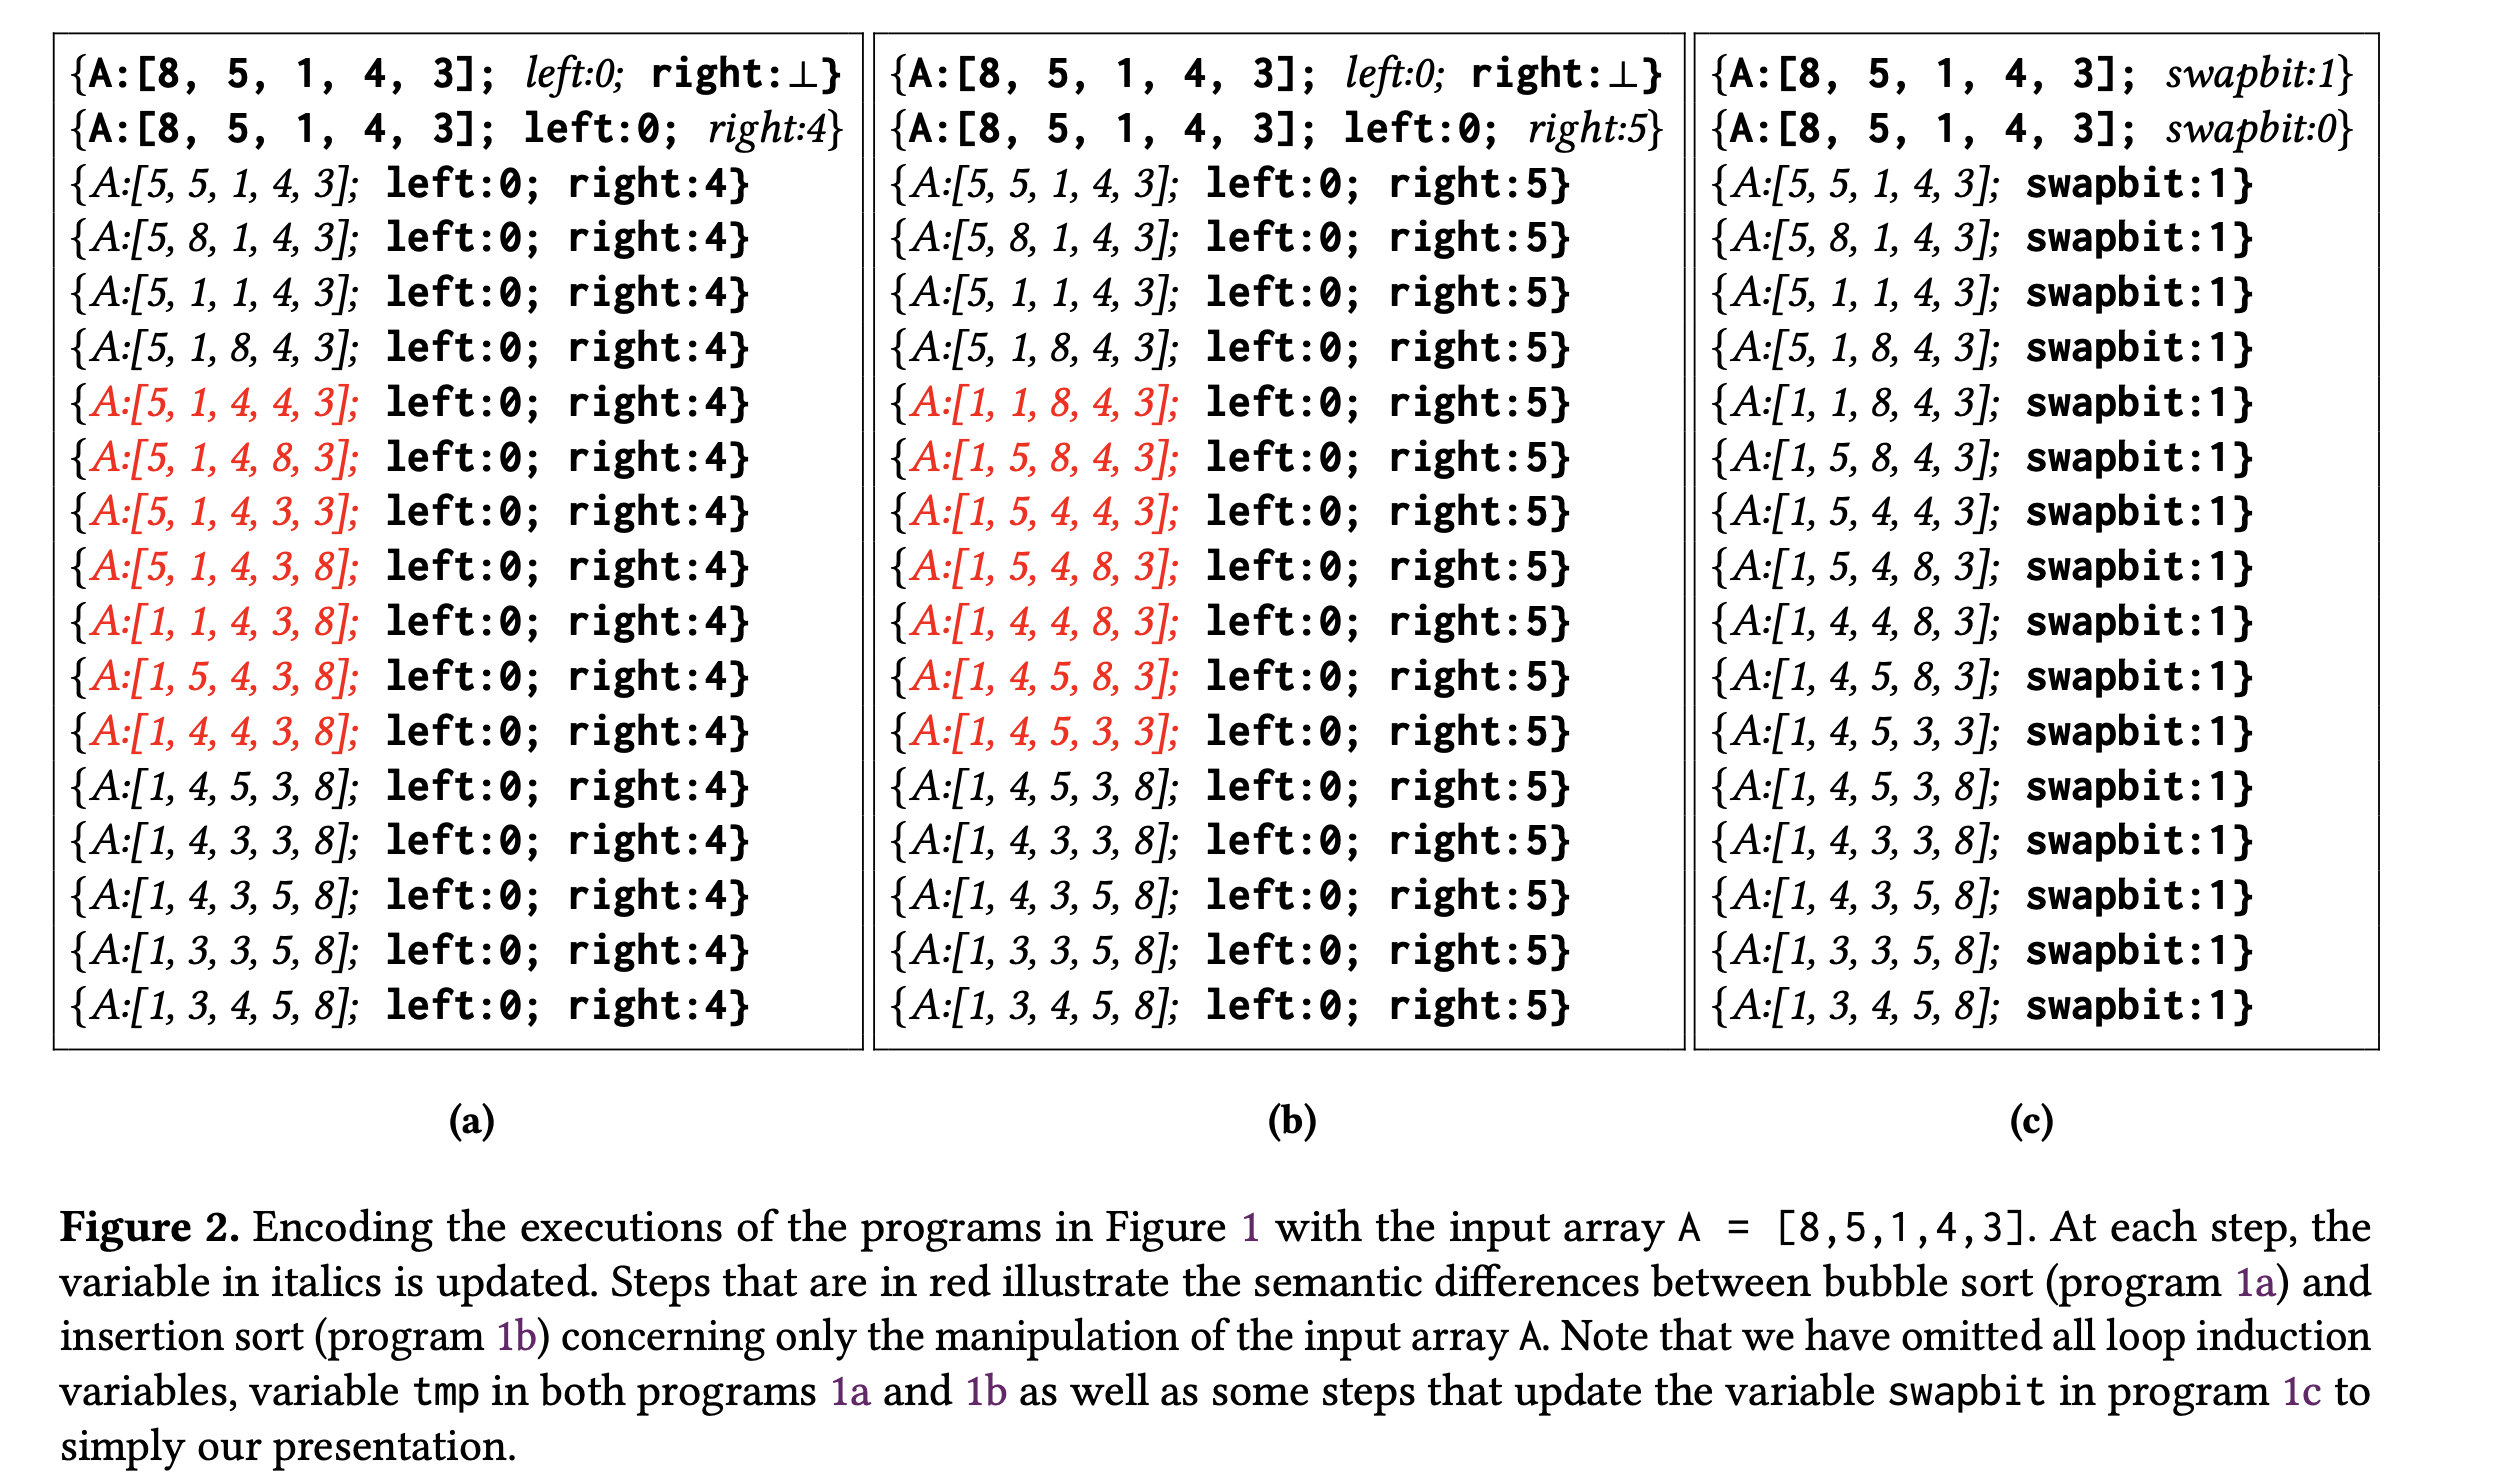 {A:[8, 5, 1, 4, 3]; left:0; right:⊥}
{A:[8, 5, 1, 4, 3]; left:0; right:4}
{A:[5, 5, 1, 4, 3]; left:0; right:4}
{A:[5, 8, 1, 4, 3]; left:0; right:4}
{A:[5, 1, 1, 4, 3]; left:0; right:4}
{A:[5, 1, 8, 4, 3]; left:0; right:4}
{A:[5, 1, 4, 4, 3]; left:0; right:4}
{A:[5, 1, 4, 8, 3]; left:0; right:4}
{A:[5, 1, 4, 3, 3]; left:0; right:4}
{A:[5, 1, 4, 3, 8]; left:0; right:4}
{A:[1, 1, 4, 3, 8]; left:0; right:4}
{A:[1, 5, 4, 3, 8]; left:0; right:4}
{A:[1, 4, 4, 3, 8]; left:0; right:4}
{A:[1, 4, 5, 3, 8]; left:0; right:4}
{A:[1, 4, 3, 3, 8]; left:0; right:4}
{A:[1, 4, 3, 5, 8]; left:0; right:4}
{A:[1, 3, 3, 5, 8]; left:0; right:4}
{A:[1, 3, 4, 5, 8]; left:0; right:4}
(a)
{A:[8, 5, 1, 4, 3]; left:0; right:⊥}
{A:[8, 5, 1, 4, 3]; left:0; right:5}
{A:[5, 5, 1, 4, 3]; left:0; right:5}
{A:[5, 8, 1, 4, 3]; left:0; right:5}
{A:[5, 1, 1, 4, 3]; left:0; right:5}
{A:[5, 1, 8, 4, 3]; left:0; right:5}
{A:[1, 1, 8, 4, 3]; left:0; right:5}
{A:[1, 5, 8, 4, 3]; left:0; right:5}
{A:[1, 5, 4, 4, 3]; left:0; right:5}
{A:[1, 5, 4, 8, 3]; left:0; right:5}
{A:[1, 4, 4, 8, 3]; left:0; right:5}
{A:[1, 4, 5, 8, 3]; left:0; right:5}
{A:[1, 4, 5, 3, 3]; left:0; right:5}
{A:[1, 4, 5, 3, 8]; left:0; right:5}
{A:[1, 4, 3, 3, 8]; left:0; right:5}
{A:[1, 4, 3, 5, 8]; left:0; right:5}
{A:[1, 3, 3, 5, 8]; left:0; right:5}
{A:[1, 3, 4, 5, 8]; left:0; right:5}
(b)
{A:[8, 5, 1, 4, 3]; swapbit:1}
{A:[8, 5, 1, 4, 3]; swapbit:0}
{A:[5, 5, 1, 4, 3]; swapbit:1}
{A:[5, 8, 1, 4, 3]; swapbit:1}
{A:[5, 1, 1, 4, 3]; swapbit:1}
{A:[5, 1, 8, 4, 3]; swapbit:1}
{A:[1, 1, 8, 4, 3]; swapbit:1}
{A:[1, 5, 8, 4, 3]; swapbit:1}
{A:[1, 5, 4, 4, 3]; swapbit:1}
{A:[1, 5, 4, 8, 3]; swapbit:1}
{A:[1, 4, 4, 8, 3]; swapbit:1}
{A:[1, 4, 5, 8, 3]; swapbit:1}
{A:[1, 4, 5, 3, 3]; swapbit:1}
{A:[1, 4, 5, 3, 8]; swapbit:1}
{A:[1, 4, 3, 3, 8]; swapbit:1}
{A:[1, 4, 3, 5, 8]; swapbit:1}
{A:[1, 3, 3, 5, 8]; swapbit:1}
{A:[1, 3, 4, 5, 8]; swapbit:1}
(c)
Figure 2. Encoding the executions of the programs in Figure 1 with the input array A = [8,5,1,4,3]. At each step, the
variable in italics is updated. Steps that are in red illustrate the semantic differences between bubble sort (program 1a) and
insertion sort (program 1b) concerning only the manipulation of the input array A. Note that we have omitted all loop induction
variables, variable tmp in both programs 1a and 1b as well as some steps that update the variable swapbit in program 1c to
simply our presentation.